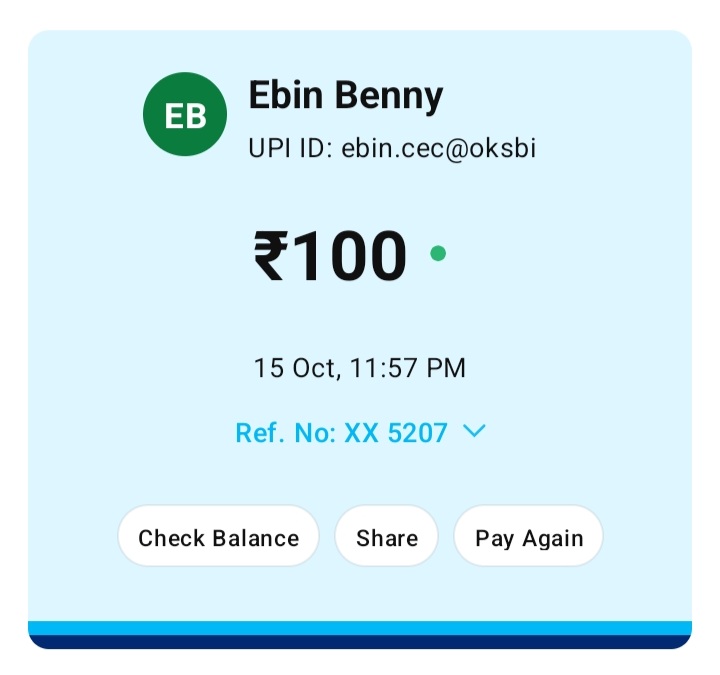 EB
Ebin Benny
UPI ID: ebin.cec@oksbi
₹100
15 Oct, 11:57 PM
Ref. No: XX 5207
Check Balance Share Pay Again